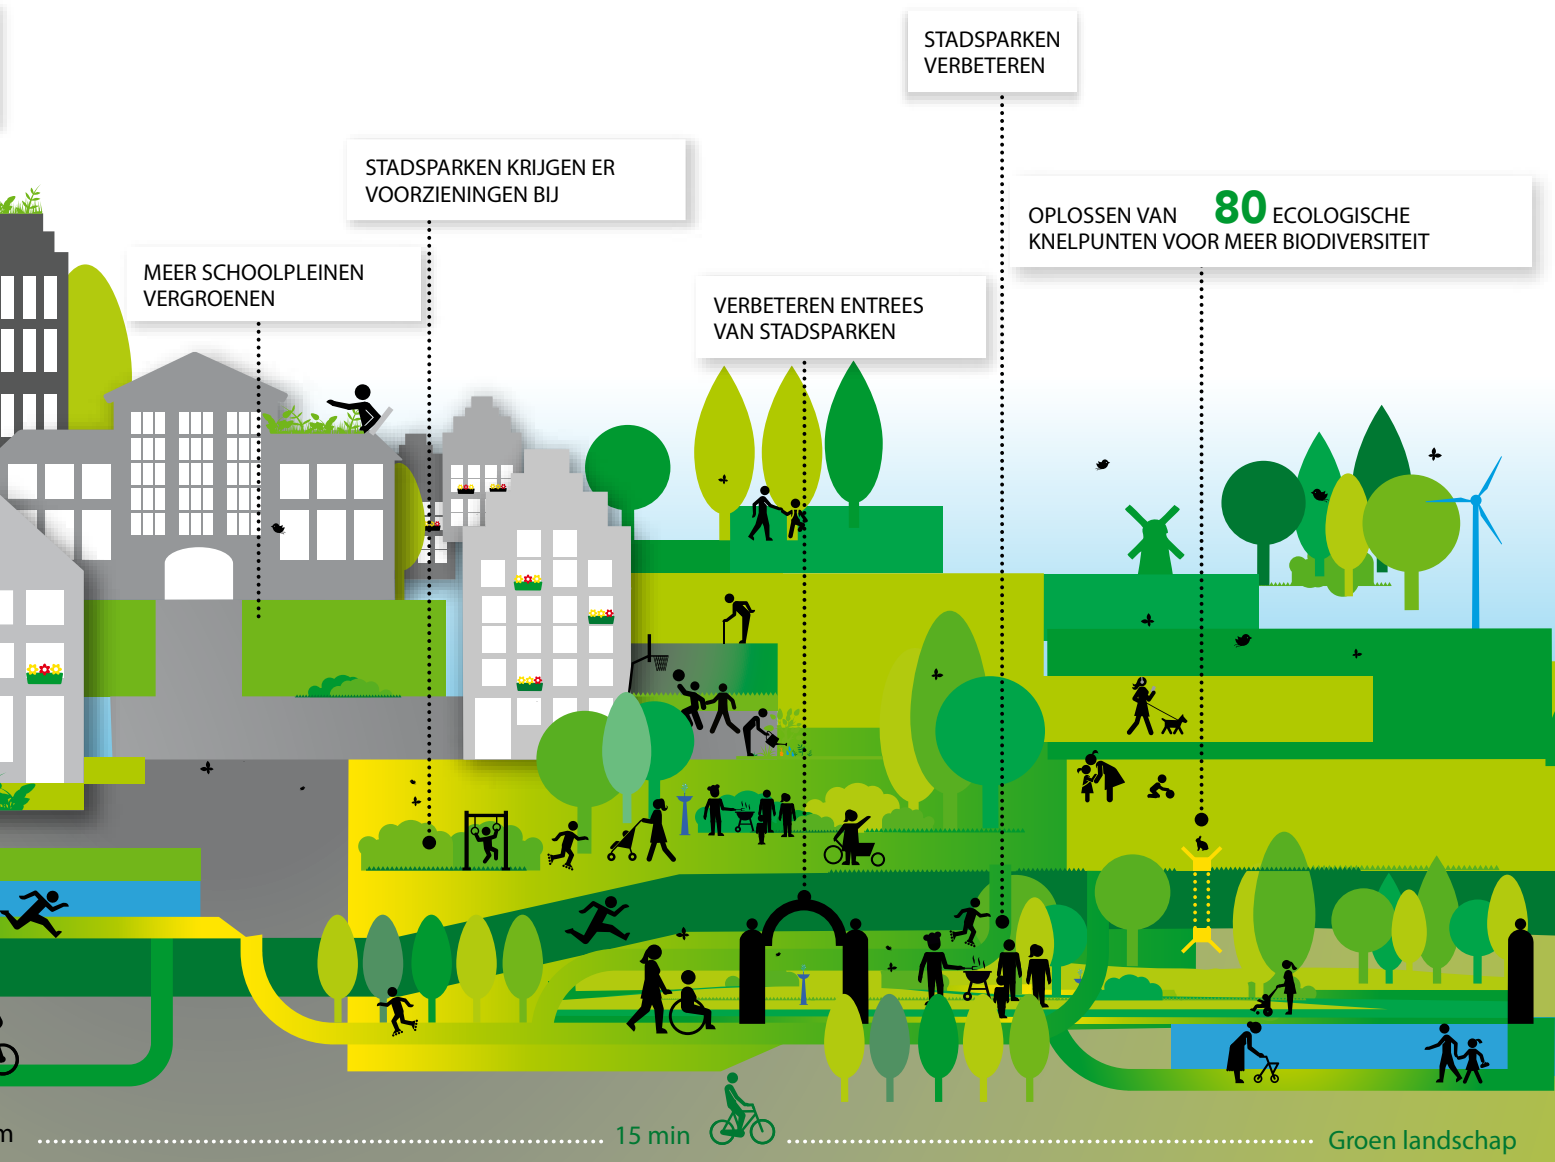 STADSPARKEN
VERBETEREN
STADSPARKEN KRIJGEN ER
VOORZIENINGEN BIJ
OPLOSSEN VAN 80 ECOLOGISCHE
KNELPUNTEN VOOR MEER BIODIVERSITEIT
MEER SCHOOLPLEINEN
VERGROENEN
VERBETEREN ENTREES
VAN STADSPARKEN
m
15 min
Groen landschap